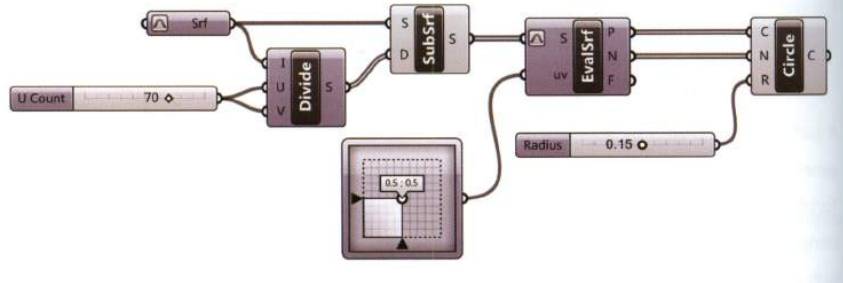 Srf
U Count
70
I
U
V
Divide
S
S
D
SubSrf
S
0.5 ; 0.5
S
uv
EvalSrf
P
N
F
Radius
0.15
C
N
R
Circle
C